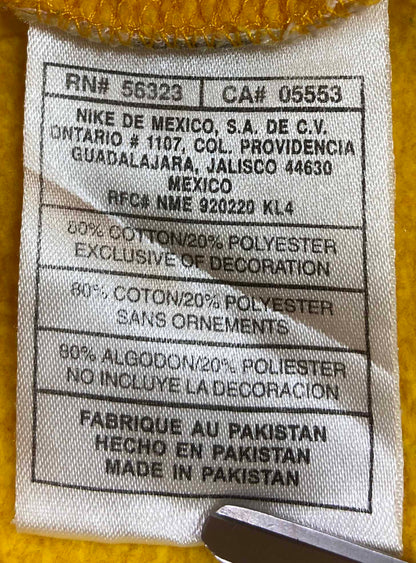 RN# 56323 CA# 05553
NIKE DE MEXICO, S.A. DE C.V.
ONTARIO # 1107, COL. PROVIDENCIA
GUADALAJARA, JALISCO 44630
MEXICO
RFC# NME 920220 KL4
80% COTTON/20% POLYESTER
EXCLUSIVE OF DECORATION
80% COTON/20% POLYESTER
SANS ORNEMENTS
80% ALGODON/20% POLIESTER
NO INCLUYE LA DECORACION
FABRIQUE AU PAKISTAN
HECHO EN PAKISTAN
MADE IN PAKISTAN